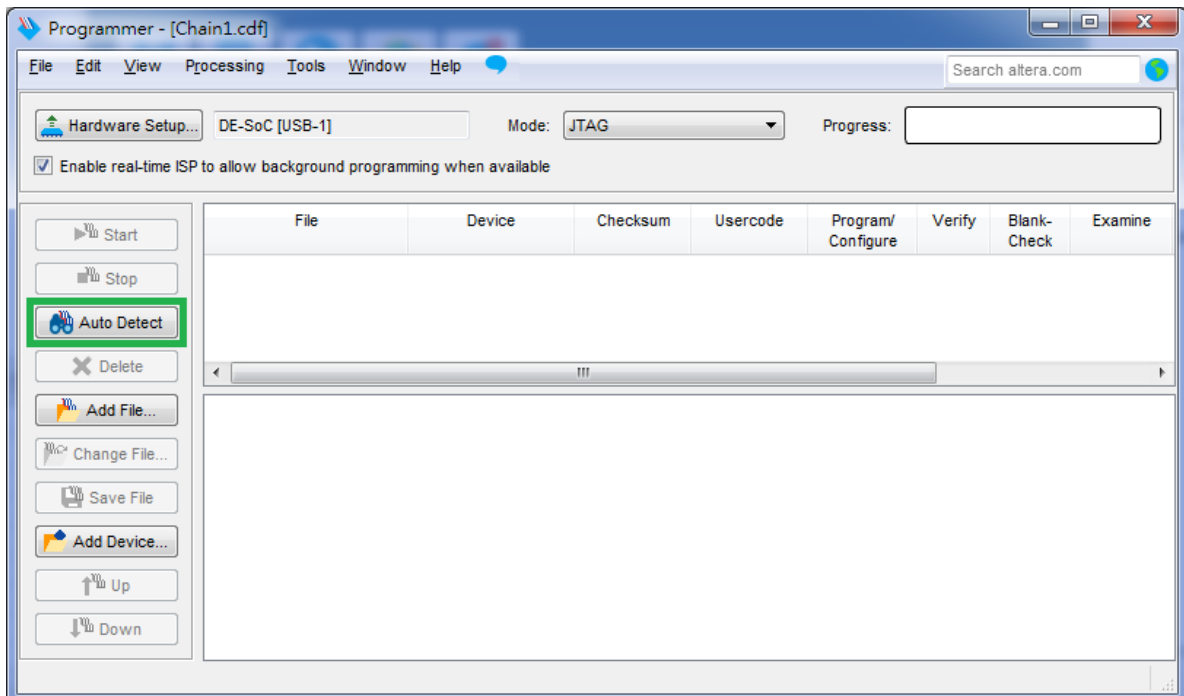 Programmer - [Chain1.cdf]
File Edit View Processing Tools Window Help Search altera.com
Hardware Setup... DE-SoC [USB-1] Mode: JTAG Progress:
Enable real-time ISP to allow background programming when available
File Device Checksum Usercode Program/ Configure Verify Blank- Check Examine
Start
Stop
Auto Detect
Delete
Add File...
Change File...
Save File
Add Device...
Up
Down